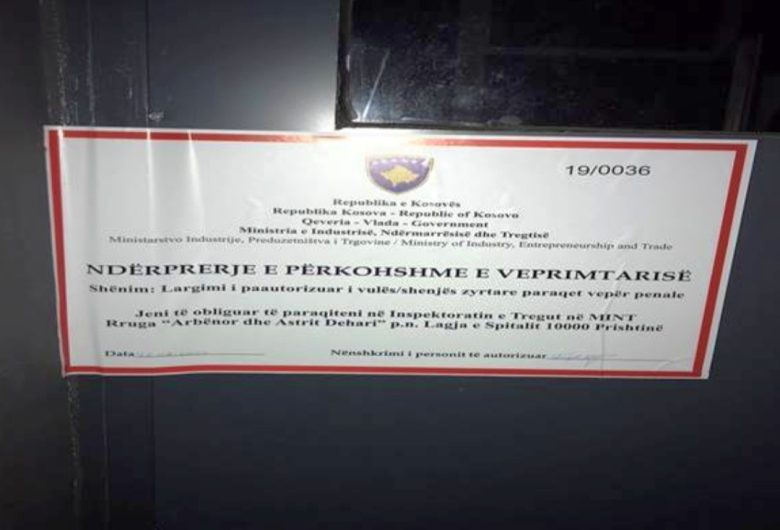 19/0036
Republika e Kosovës
Republika Kosova - Republic of Kosovo
Qeveria - Vlada - Government
Ministria e Industrisë, Ndërmarrësisë dhe Tregtisë
Ministarstvo Industrije, Preduzetništva i Trgovine / Ministry of Industry, Entrepreneurship and Trade
NDËRPRERJE E PËRKOHSHME E VEPRIMTARISË
Shënim: Largimi i paautorizuar i vulës/shenjës zyrtare paraqet vepër penale
Jeni të obliguar të paraqiteni në Inspektoratin e Tregut në MINT
Rruga "Arbënor dhe Astrit Dehari" p.n. Lagja e Spitalit 10000 Prishtinë
Data
Nënshkrimi i personit të autorizuar